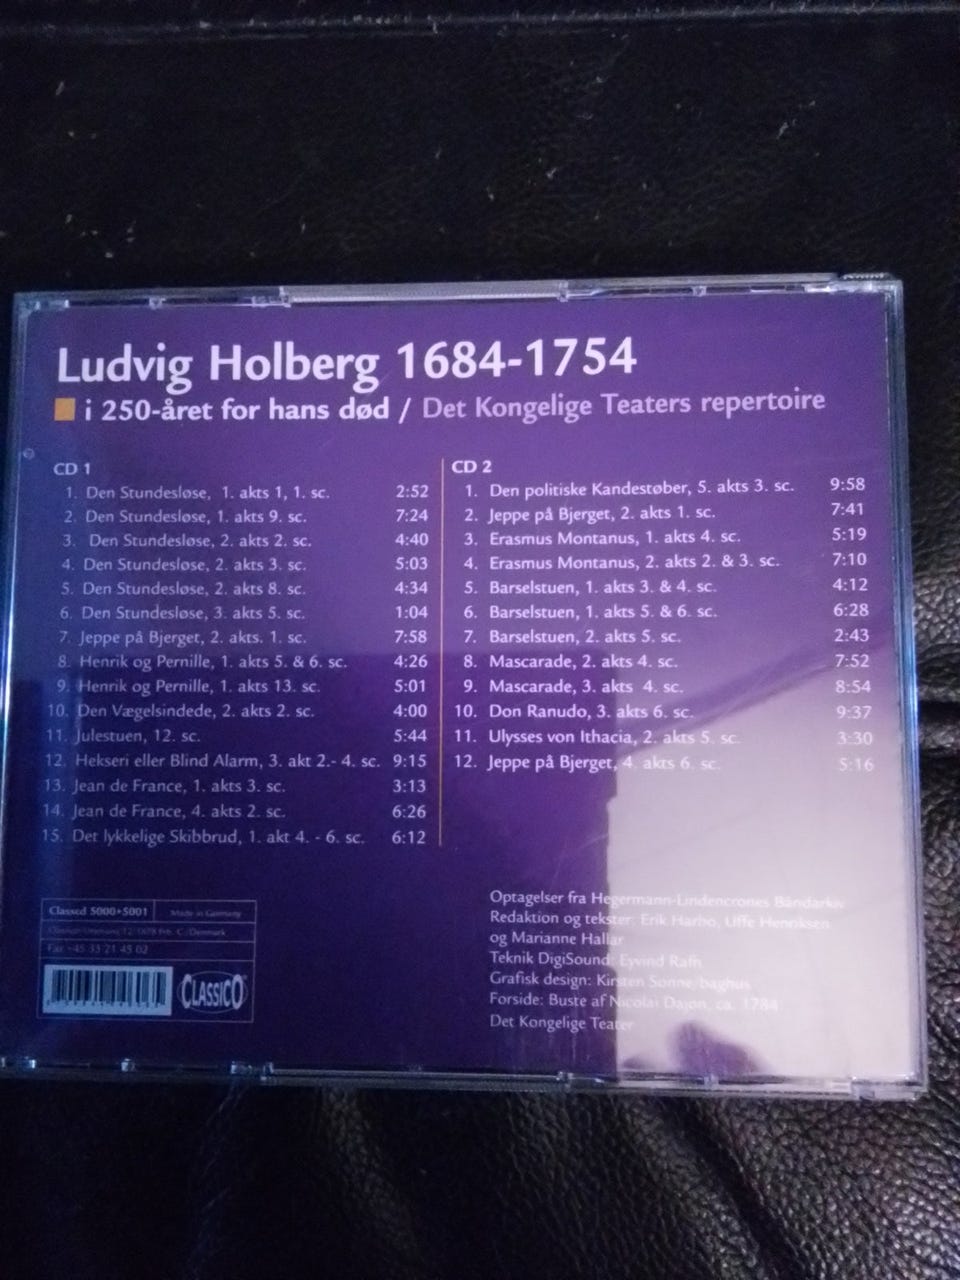 Ludvig Holberg 1684-1754
i 250-året for hans død / Det Kongelige Teaters repertoire
CD 1
1. Den Stundesløse, 1. akts 1, 1. sc. 2:52
2. Den Stundesløse, 1. akts 9. sc. 7:24
3. Den Stundesløse, 2. akts 2. sc. 4:40
4. Den Stundesløse, 2. akts 3. sc. 5:03
5. Den Stundesløse, 2. akts 8. sc. 4:34
6. Den Stundesløse, 3. akts 5. sc. 1:04
7. Jeppe på Bjerget, 2. akts. 1. sc. 7:58
8. Henrik og Pernille, 1. akts 5. & 6. sc. 4:26
9. Henrik og Pernille, 1. akts 13. sc. 5:01
10. Den Vægelsindede, 2. akts 2. sc. 4:00
11. Julestuen, 12. sc. 5:44
12. Hekseri eller Blind Alarm, 3. akt 2.- 4. sc. 9:15
13. Jean de France, 1. akts 3. sc. 3:13
14. Jean de France, 4. akts 2. sc. 6:26
15. Det lykkelige Skibbrud, 1. akt 4. - 6. sc. 6:12
CD 2
1. Den politiske Kandestøber, 5. akts 3. sc. 9:58
2. Jeppe på Bjerget, 2. akts 1. sc. 7:41
3. Erasmus Montanus, 1. akts 4. sc. 5:19
4. Erasmus Montanus, 2. akts 2. & 3. sc. 7:10
5. Barselstuen, 1. akts 3. & 4. sc. 4:12
6. Barselstuen, 1. akts 5. & 6. sc. 6:28
7. Barselstuen, 2. akts 5. sc. 2:43
8. Mascarade, 2. akts 4. sc. 7:52
9. Mascarade, 3. akts 4. sc. 8:54
10. Don Ranudo, 3. akts 6. sc. 9:37
11. Ulysses von Ithacia, 2. akts 5. sc. 3:30
12. Jeppe på Bjerget, 4. akts 6. sc. 5:16
Classcd 5000+5001 Made in Germany
Fax +45 35 21 45 02
CLASSICO
Optagelser fra Hegermann-Lindencrones Båndarkiv
Redaktion og tekster: Erik Harbo, Uffe Henriksen
og Marianne Hallar
Teknik DigiSound: Eyvind Rafn
Grafisk design: Kirsten Sonne/baghus
Forside: Buste af Nicolai Dajon, ca. 1784
Det Kongelige Teater